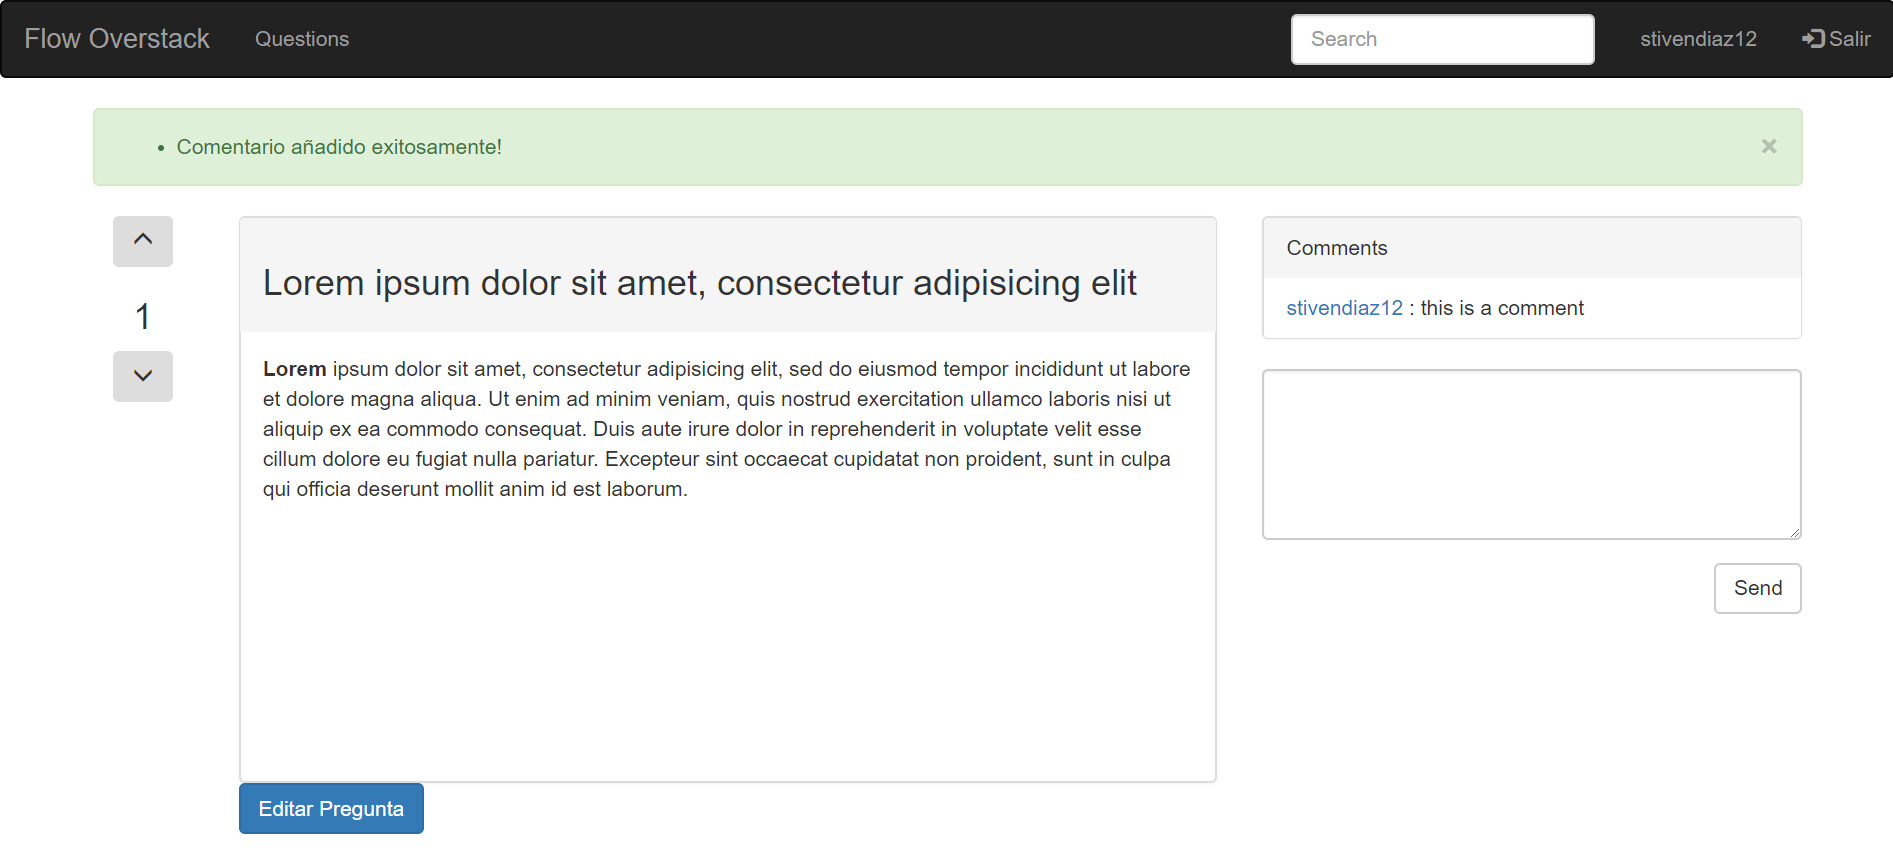 Flow Overstack Questions Search stivendiaz12 Salir
Comentario añadido exitosamente!
×
1
Lorem ipsum dolor sit amet, consectetur adipisicing elit
Lorem ipsum dolor sit amet, consectetur adipisicing elit, sed do eiusmod tempor incididunt ut labore
et dolore magna aliqua. Ut enim ad minim veniam, quis nostrud exercitation ullamco laboris nisi ut
aliquip ex ea commodo consequat. Duis aute irure dolor in reprehenderit in voluptate velit esse
cillum dolore eu fugiat nulla pariatur. Excepteur sint occaecat cupidatat non proident, sunt in culpa
qui officia deserunt mollit anim id est laborum.
Editar Pregunta
Comments
stivendiaz12 : this is a comment
Send